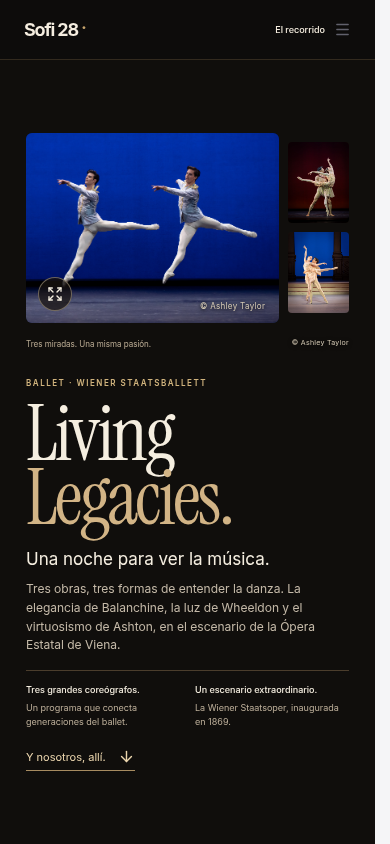 Sofi 28
El recorrido
© Ashley Taylor
Tres miradas. Una misma pasión.
© Ashley Taylor
BALLET · WIENER STAATSBALLETT
Living
Legacies.
Una noche para ver la música.
Tres obras, tres formas de entender la danza. La
elegancia de Balanchine, la luz de Wheeldon y el
virtuosismo de Ashton, en el escenario de la Ópera
Estatal de Viena.
Tres grandes coreógrafos.
Un programa que conecta
generaciones del ballet.
Un escenario extraordinario.
La Wiener Staatsoper, inaugurada
en 1869.
Y nosotros, allí.